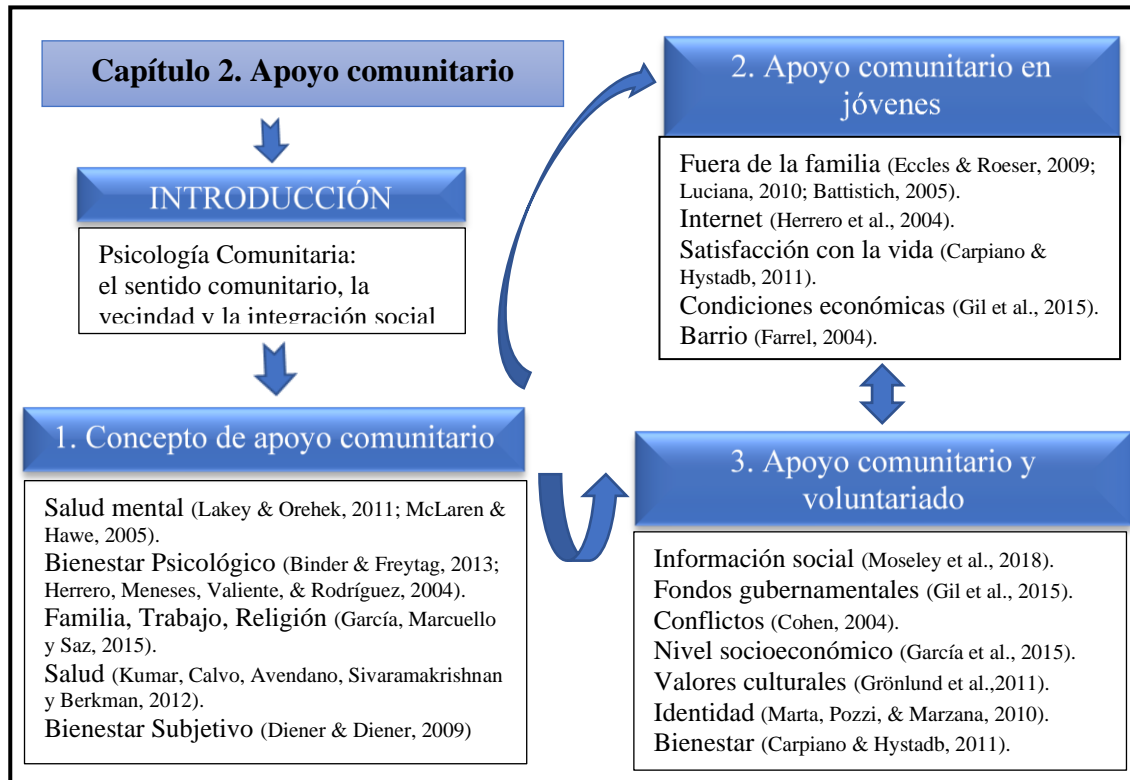 Capítulo 2. Apoyo comunitario
INTRODUCCIÓN
Psicología Comunitaria:
el sentido comunitario, la
vecindad y la integración social
1. Concepto de apoyo comunitario
Salud mental (Lakey & Orehek, 2011; McLaren &
Hawe, 2005).
Bienestar Psicológico (Binder & Freytag, 2013;
Herrero, Meneses, Valiente, & Rodríguez, 2004).
Familia, Trabajo, Religión (García, Marcuello
y Saz, 2015).
Salud (Kumar, Calvo, Avendano, Sivaramakrishnan
y Berkman, 2012).
Bienestar Subjetivo (Diener & Diener, 2009)
2. Apoyo comunitario en
jóvenes
Fuera de la familia (Eccles & Roeser, 2009;
Luciana, 2010; Battistich, 2005).
Internet (Herrero et al., 2004).
Satisfacción con la vida (Carpiano &
Hystadb, 2011).
Condiciones económicas (Gil et al., 2015).
Barrio (Farrel, 2004).
3. Apoyo comunitario y
voluntariado
Información social (Moseley et al., 2018).
Fondos gubernamentales (Gil et al., 2015).
Conflictos (Cohen, 2004).
Nivel socioeconómico (García et al., 2015).
Valores culturales (Grönlund et al.,2011).
Identidad (Marta, Pozzi, & Marzana, 2010).
Bienestar (Carpiano & Hystadb, 2011).